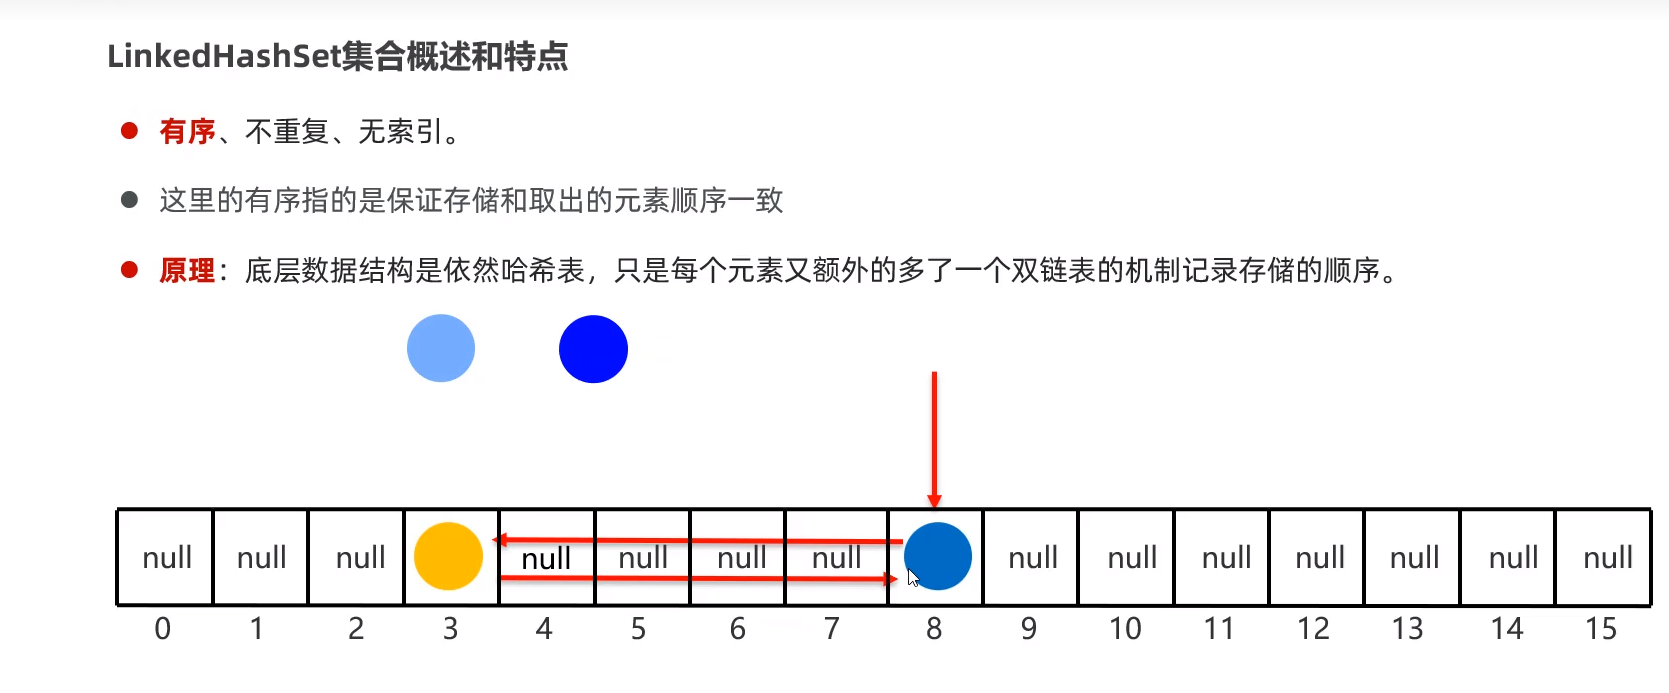 LinkedHashSet集合概述和特点
有序、不重复、无索引。
这里的有序指的是保证存储和取出的元素顺序一致
原理：底层数据结构是依然哈希表，只是每个元素又额外的多了一个双链表的机制记录存储的顺序。
null null null null null null null null null null null null null null
0 1 2 3 4 5 6 7 8 9 10 11 12 13 14 15